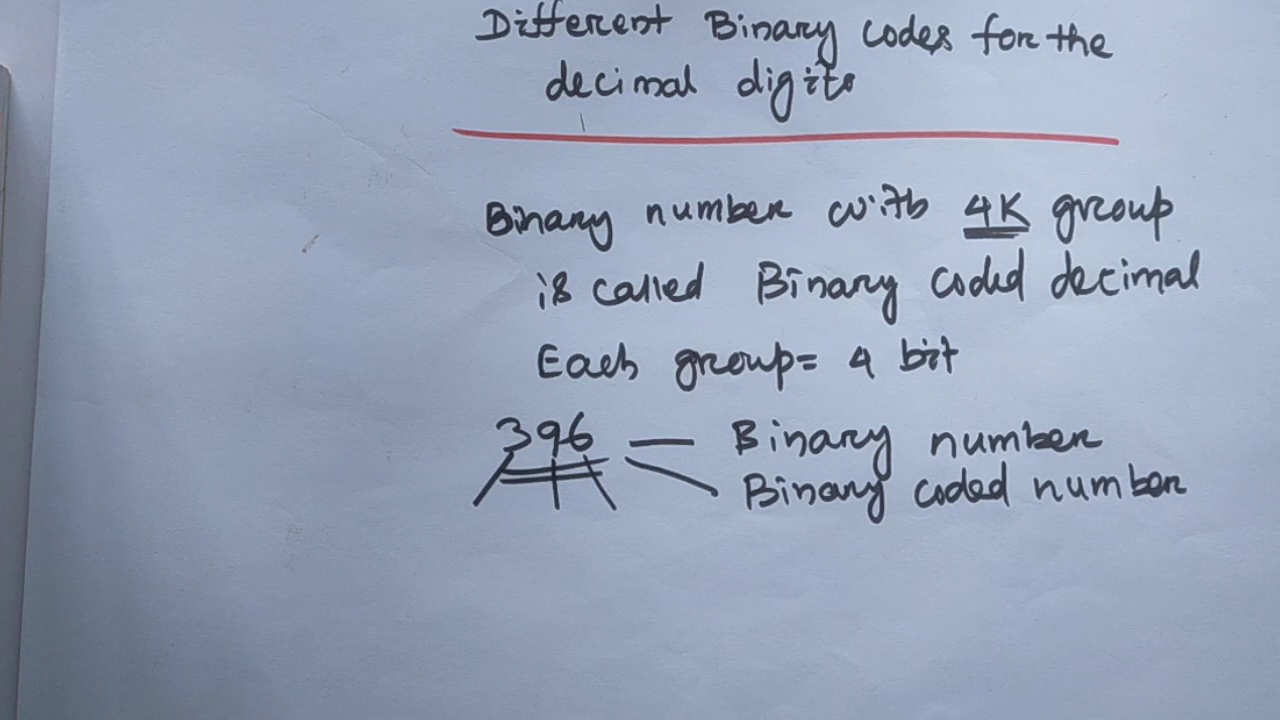 Different Binary codes for the
decimal digits
Binary number with 4K group
is called Binary coded decimal
Each group= 4 bit
396 — Binary number
Binary coded number